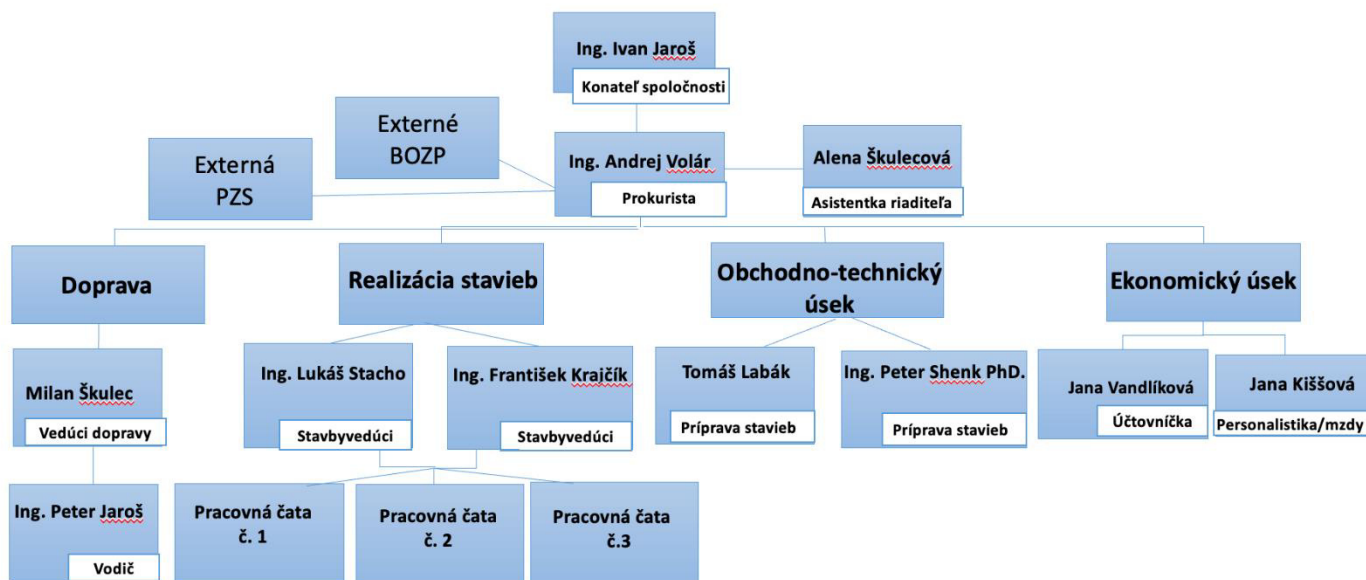 Ing. Ivan Jaroš
Konateľ spoločnosti
Externé
BOZP
Externá
PZS
Ing. Andrej Volár
Prokurista
Alena Škulecová
Asistentka riaditeľa
Doprava
Realizácia stavieb
Obchodno-technický
úsek
Ekonomický úsek
Milan Škulec
Vedúci dopravy
Ing. Lukáš Stacho
Stavbyvedúci
Ing. František Krajčík
Stavbyvedúci
Tomáš Labák
Príprava stavieb
Ing. Peter Shenk PhD.
Príprava stavieb
Jana Vandlíková
Účtovníčka
Jana Kiššová
Personalistika/mzdy
Ing. Peter Jaroš
Vodič
Pracovná čata
č. 1
Pracovná čata
č. 2
Pracovná čata
č.3